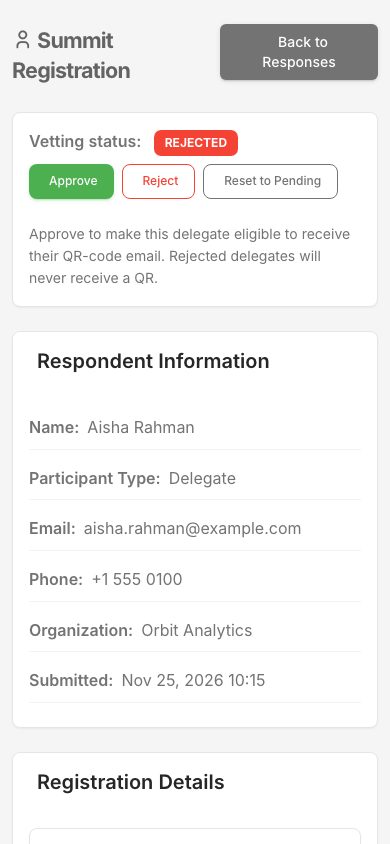 Summit
Registration
Back to
Responses
Vetting status: REJECTED
Approve Reject Reset to Pending
Approve to make this delegate eligible to receive
their QR-code email. Rejected delegates will
never receive a QR.
Respondent Information
Name: Aisha Rahman
Participant Type: Delegate
Email: aisha.rahman@example.com
Phone: +1 555 0100
Organization: Orbit Analytics
Submitted: Nov 25, 2026 10:15
Registration Details